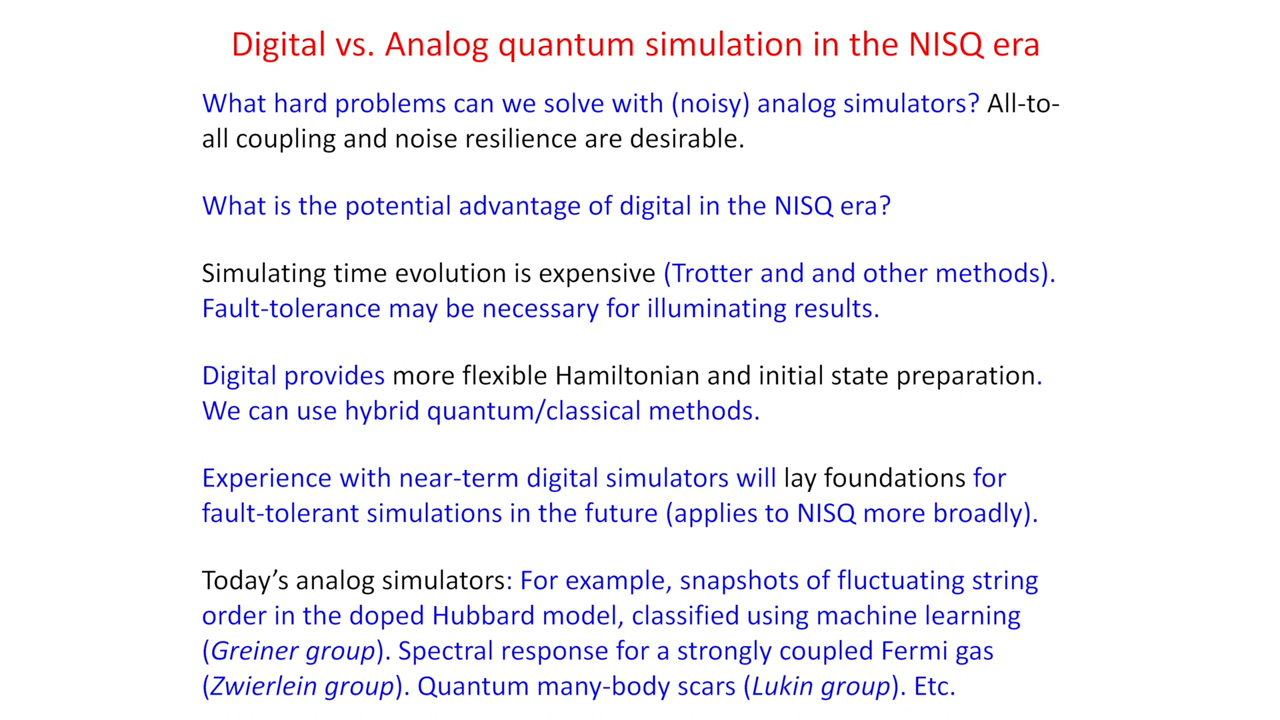 Digital vs. Analog quantum simulation in the NISQ era
What hard problems can we solve with (noisy) analog simulators? All-to-
all coupling and noise resilience are desirable.
What is the potential advantage of digital in the NISQ era?
Simulating time evolution is expensive (Trotter and and other methods).
Fault-tolerance may be necessary for illuminating results.
Digital provides more flexible Hamiltonian and initial state preparation.
We can use hybrid quantum/classical methods.
Experience with near-term digital simulators will lay foundations for
fault-tolerant simulations in the future (applies to NISQ more broadly).
Today’s analog simulators: For example, snapshots of fluctuating string
order in the doped Hubbard model, classified using machine learning
(Greiner group). Spectral response for a strongly coupled Fermi gas
(Zwierlein group). Quantum many-body scars (Lukin group). Etc.